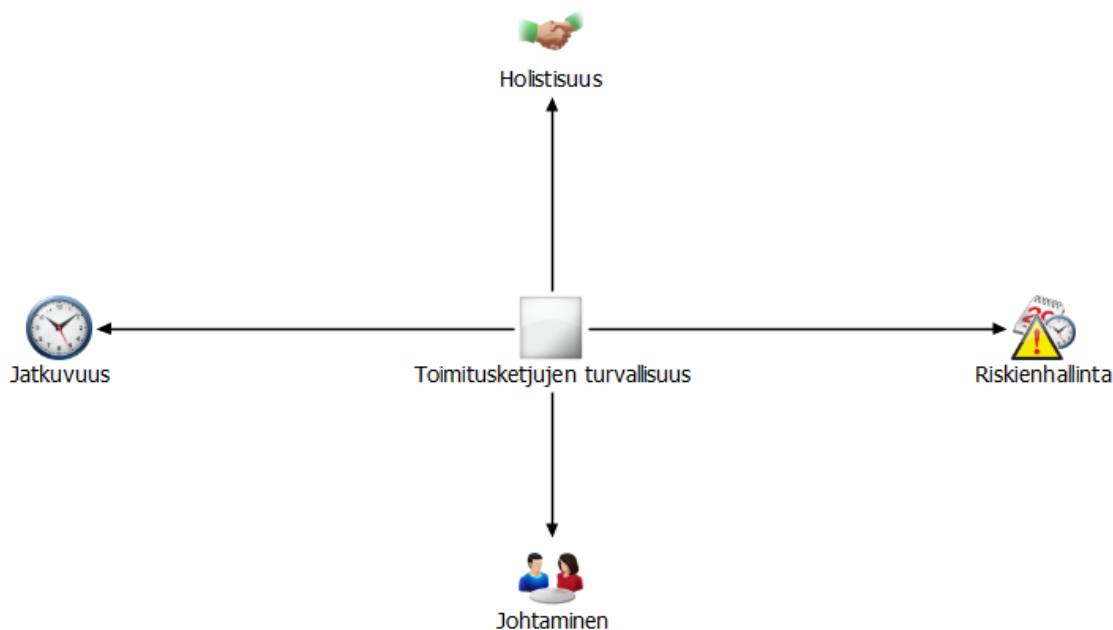 Holistisuus
Jatkuvuus
Toimitusketjujen turvallisuus
Riskienhallinta
Johtaminen